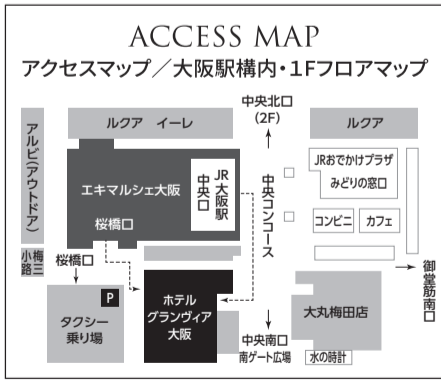 ACCESS MAP
アクセスマップ／大阪駅構内・1Fフロアマップ
中央北口
(2F)
ルクア イーレ
ルクア
アルビ(アウトドア)
エキマルシェ大阪
JR大阪駅
中央口
中央コンコース
JRおでかけプラザ
みどりの窓口
コンビニ
カフェ
桜橋口
梅三
小路
桜橋口
御堂筋南口
P
タクシー
乗り場
ホテル
グランヴィア
大阪
大丸梅田店
中央南口
南ゲート広場
水の時計